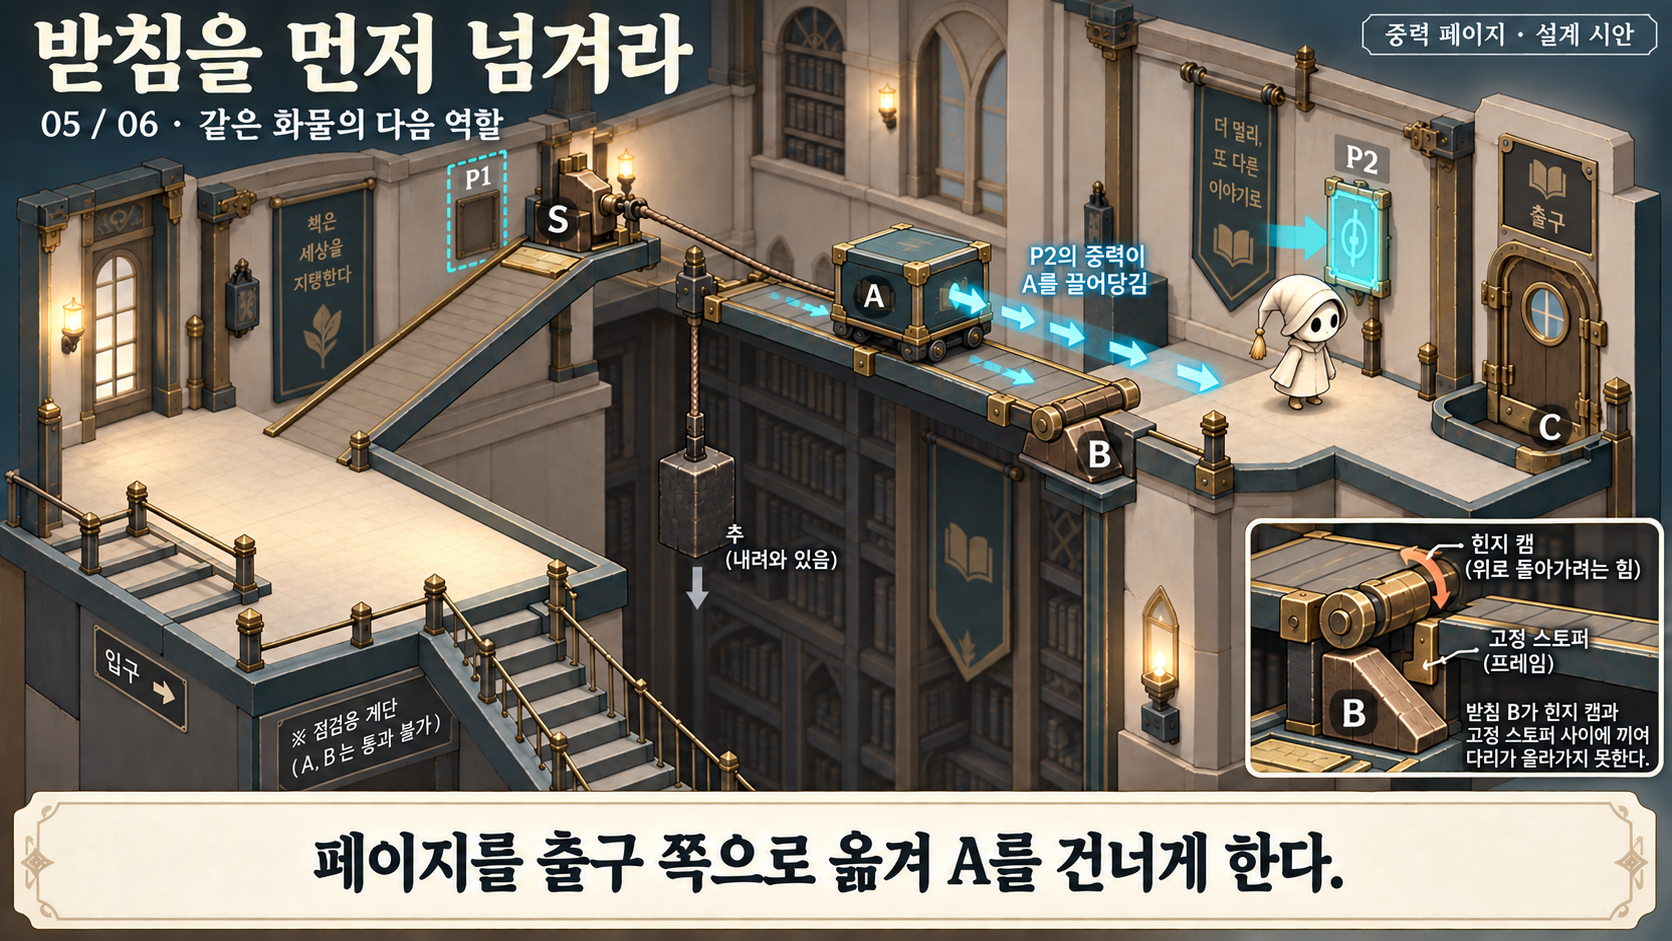 받침을 먼저 넘겨라
05 / 06 · 같은 화물의 다음 역할
중력 페이지 · 설계 시안
P1
S
책은
세상을
지탱한다
A
P2의 중력이
A를 끌어당김
더 멀리,
또 다른
이야기로
P2
출구
C
B
추
(내려와 있음)
입구
※ 점검용 계단
(A, B는 통과 불가)
힌지 캠
(위로 돌아가려는 힘)
고정 스토퍼
(프레임)
B
받침 B가 힌지 캠과
고정 스토퍼 사이에 끼여
다리가 올라가지 못한다.
페이지를 출구 쪽으로 옮겨 A를 건너게 한다.